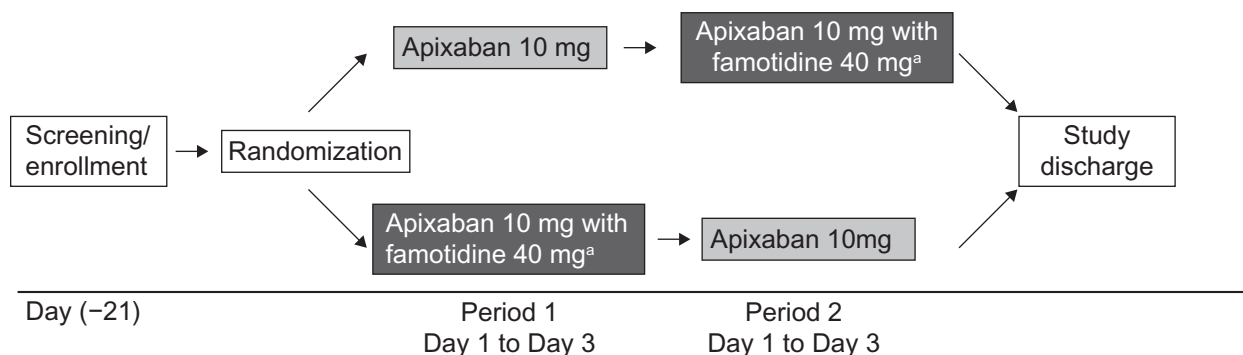 Apixaban 10 mg
Apixaban 10 mg with
famotidine 40 mgᵃ
Screening/
enrollment
Randomization
Study
discharge
Apixaban 10 mg with
famotidine 40 mgᵃ
Apixaban 10mg
Day (−21)
Period 1
Day 1 to Day 3
Period 2
Day 1 to Day 3